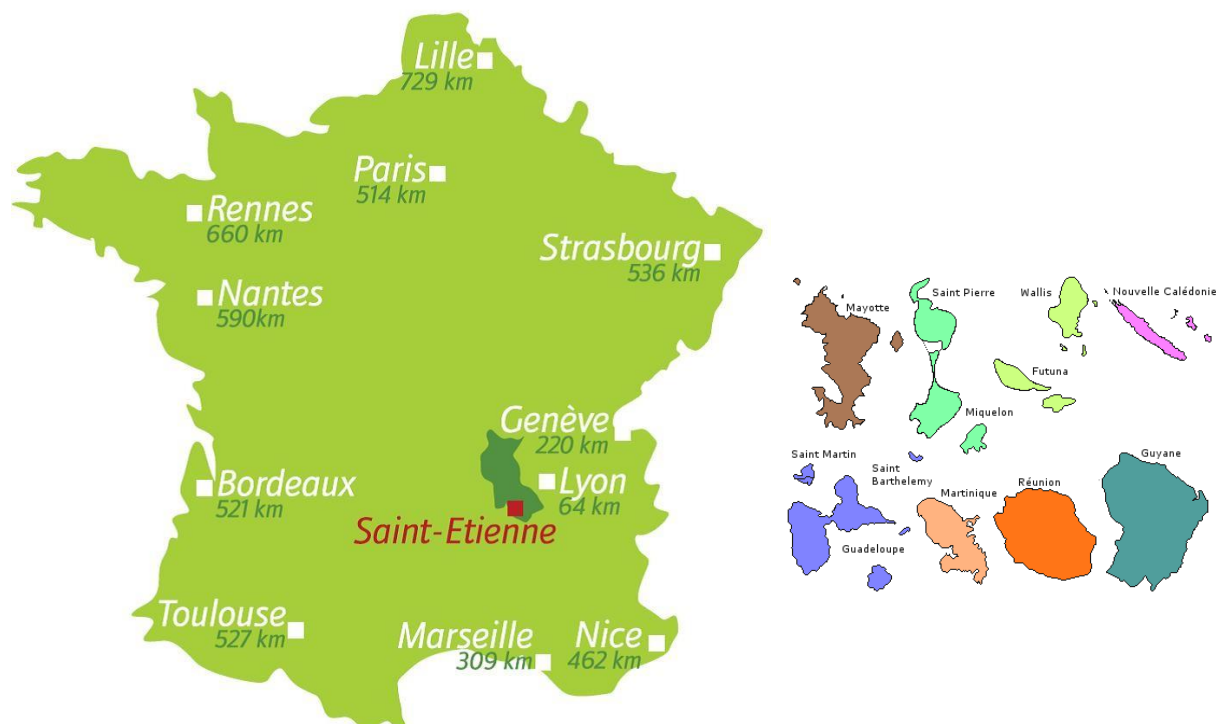 Lille
729 km
Paris
514 km
Rennes
660 km
Strasbourg
536 km
Nantes
590km
Genève
220 km
Lyon
64 km
Bordeaux
521 km
Saint-Etienne
Toulouse
527 km
Marseille
309 km
Nice
462 km
Mayotte
Saint Pierre
Wallis
Nouvelle Calédonie
Futuna
Miquelon
Saint Martin
Saint
Barthelemy
Guadeloupe
Martinique
Réunion
Guyane